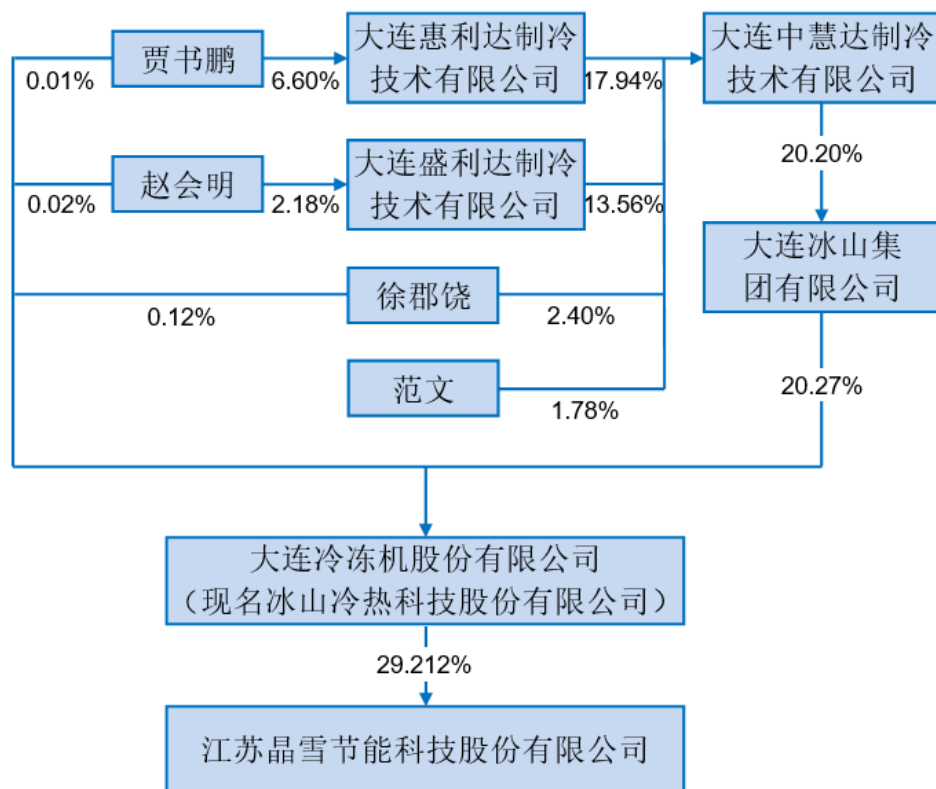 贾书鹏
大连惠利达制冷
技术有限公司
大连中慧达制冷
技术有限公司
0.01%
6.60%
17.94%
20.20%
赵会明
大连盛利达制冷
技术有限公司
0.02%
2.18%
13.56%
大连冰山集
团有限公司
徐郡饶
0.12%
2.40%
范文
1.78%
20.27%
大连冷冻机股份有限公司
（现名冰山冷热科技股份有限公司）
29.212%
江苏晶雪节能科技股份有限公司